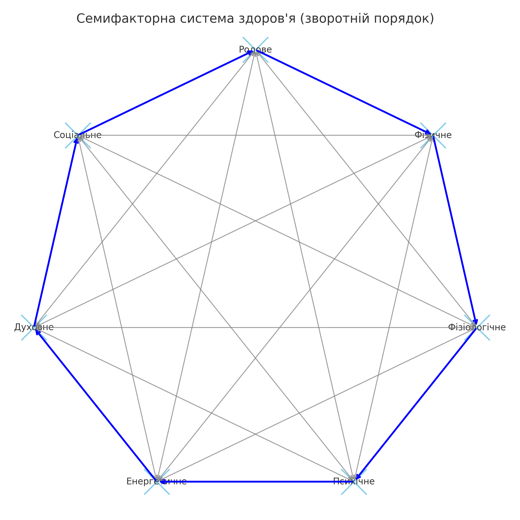 Семифакторна система здоров'я (зворотній порядок)
Родове
Соціальне
Фізичне
Духовне
Фізіологічне
Енергетичне
Психічне